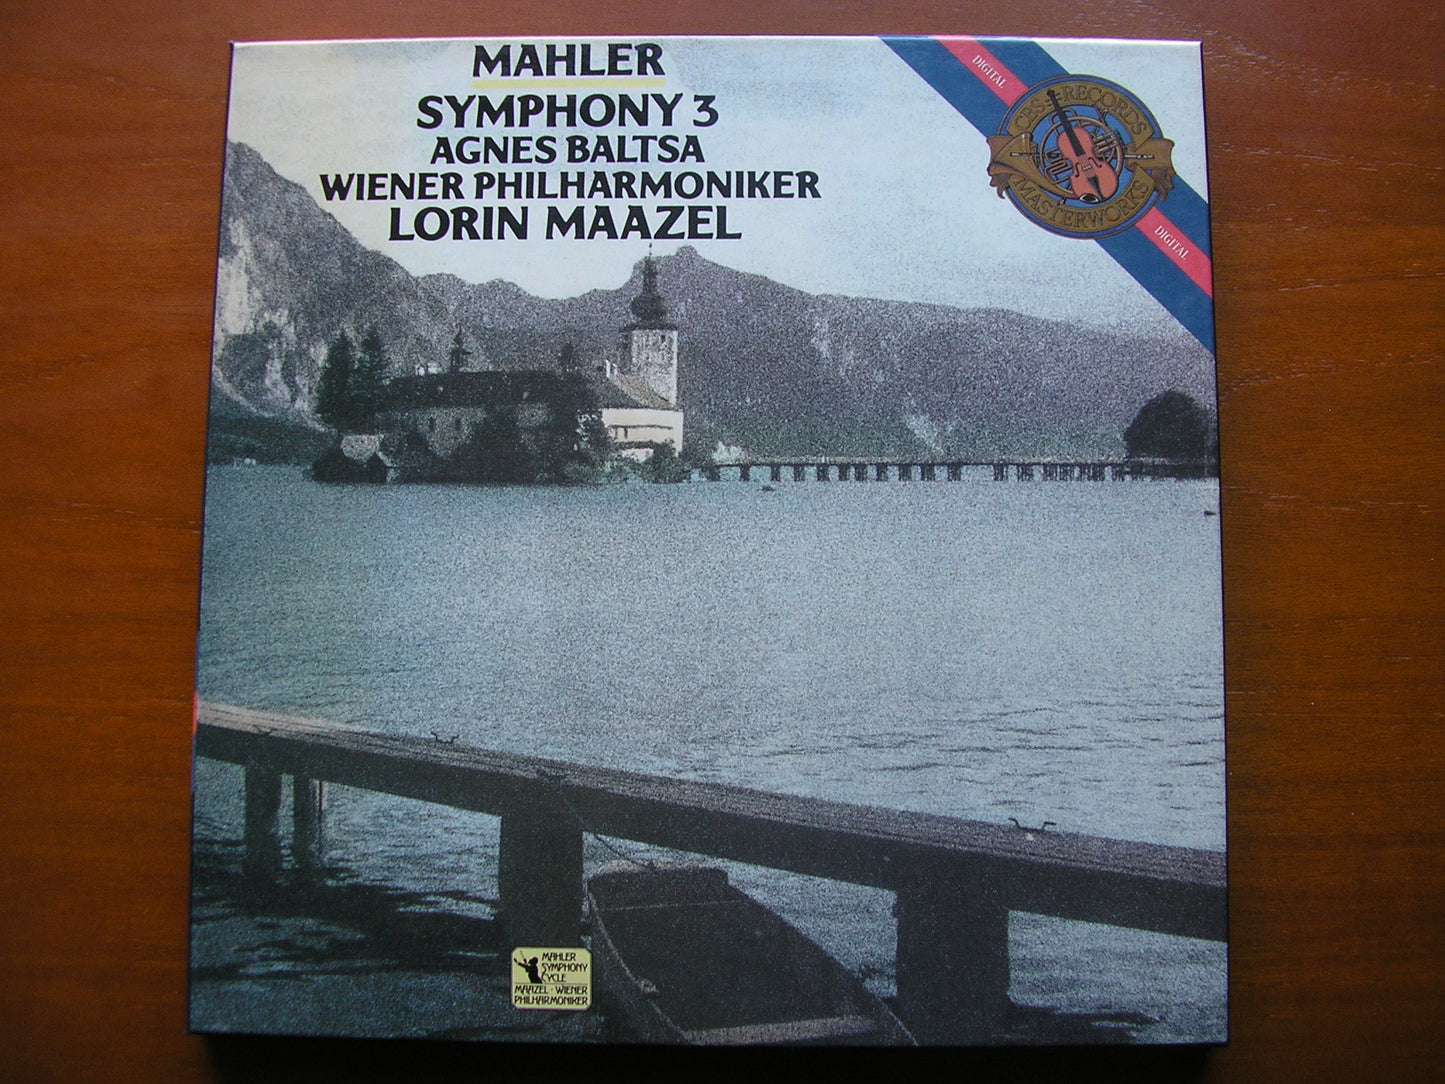 MAHLER
SYMPHONY 3
AGNES BALTSA
WIENER PHILHARMONIKER
LORIN MAAZEL
DIGITAL
CBS RECORDS
MASTERWORKS
DIGITAL
MAHLER
SYMPHONY
CYCLE
MAAZEL · WIENER
PHILHARMONIKER